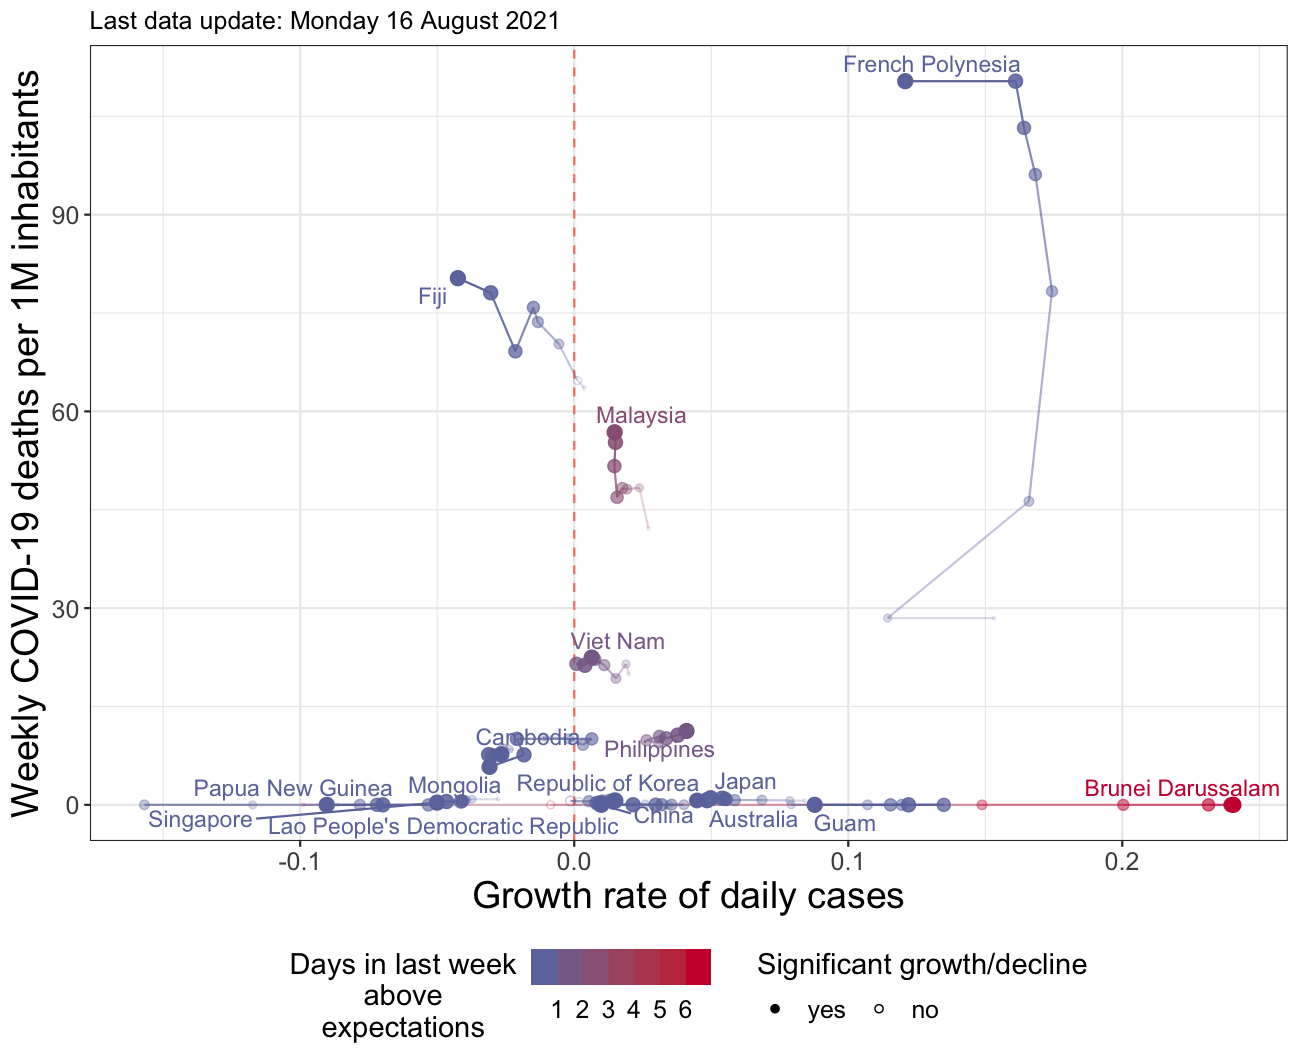 Last data update: Monday 16 August 2021
Weekly COVID-19 deaths per 1M inhabitants
90
60
30
0
French Polynesia
Fiji
Malaysia
Viet Nam
Cambodia
Philippines
Papua New Guinea
Mongolia
Republic of Korea
Japan
Brunei Darussalam
Singapore
Lao People's Democratic Republic
China
Australia
Guam
-0.1
0.0
0.1
0.2
Growth rate of daily cases
Days in last week
above
expectations
1 2 3 4 5 6
Significant growth/decline
yes
no